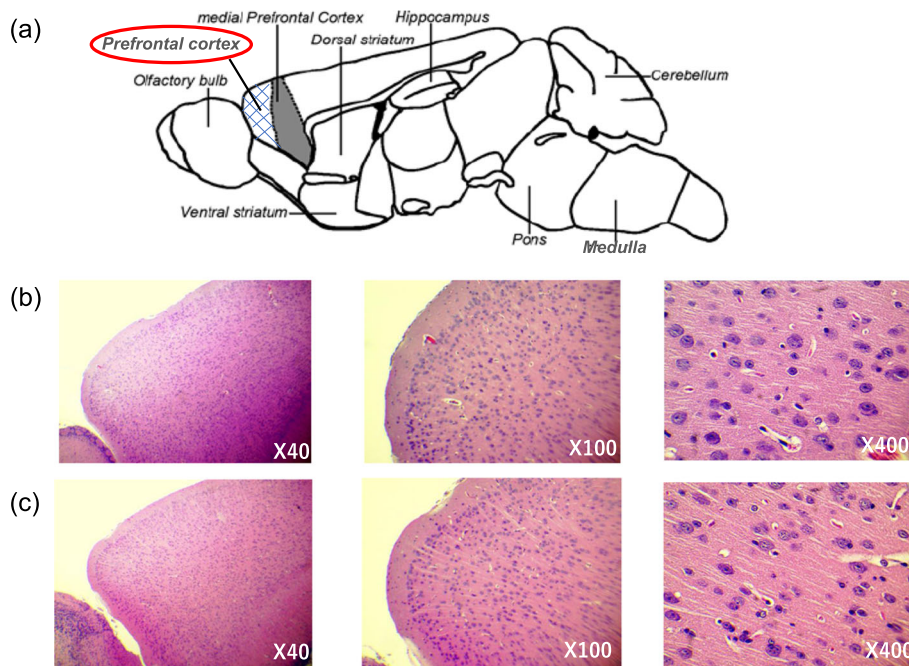 (a)
medial Prefrontal Cortex
Hippocampus
Prefrontal cortex
Dorsal striatum
Olfactory bulb
Cerebellum
Ventral striatum
Pons
Medulla
(b)
X40
X100
X400
(c)
X40
X100
X400